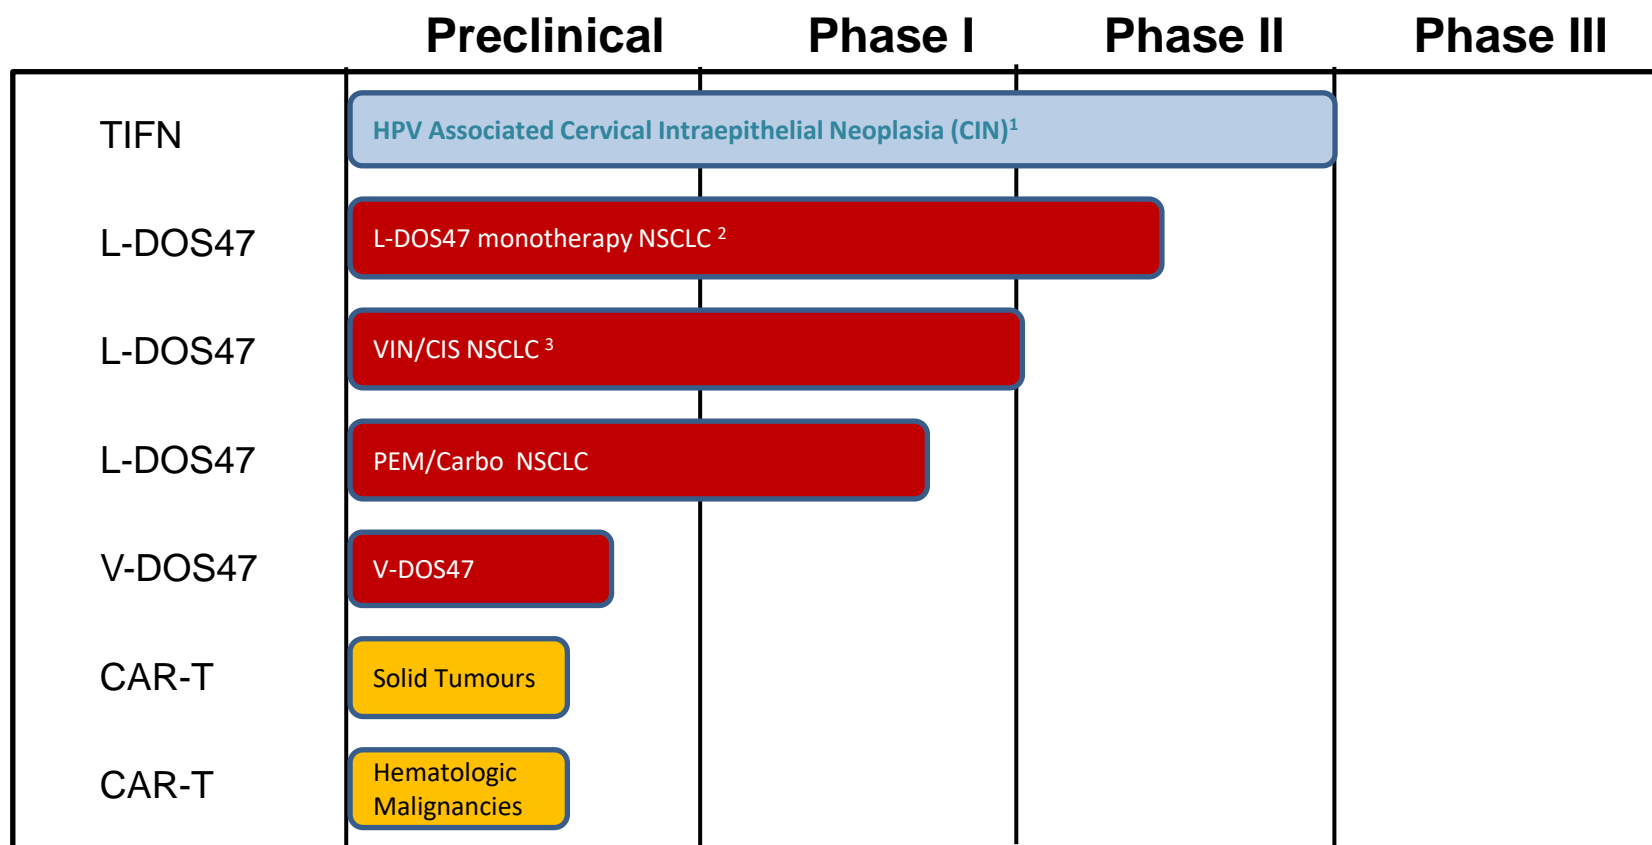 Preclinical Phase I Phase II Phase III
TIFN HPV Associated Cervical Intraepithelial Neoplasia (CIN)¹
L-DOS47 L-DOS47 monotherapy NSCLC ²
L-DOS47 VIN/CIS NSCLC ³
L-DOS47 PEM/Carbo NSCLC
V-DOS47 V-DOS47
CAR-T Solid Tumours
CAR-T Hematologic
Malignancies